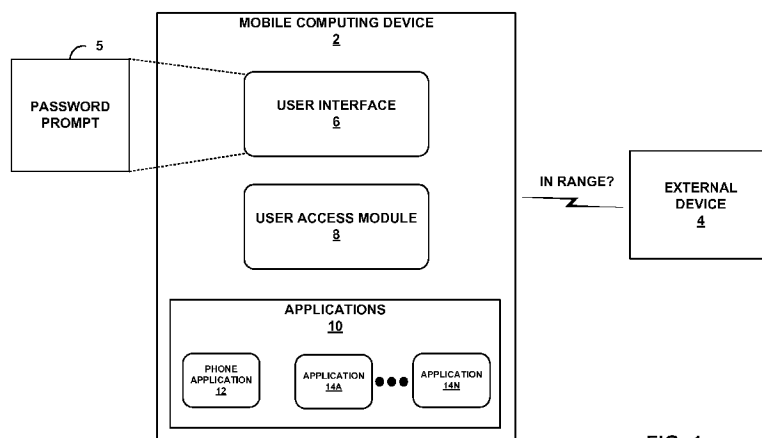 MOBILE COMPUTING DEVICE
2
5
PASSWORD
PROMPT
USER INTERFACE
6
IN RANGE?
EXTERNAL
DEVICE
4
USER ACCESS MODULE
8
APPLICATIONS
10
PHONE
APPLICATION
12
APPLICATION
14A
APPLICATION
14N